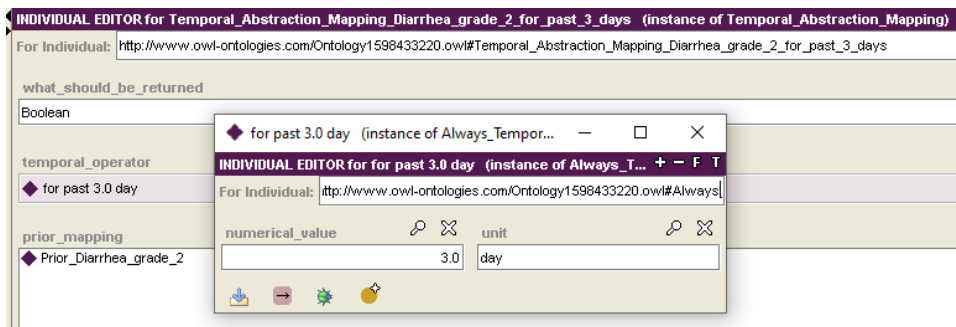 INDIVIDUAL EDITOR for Temporal_Abstraction_Mapping_Diarrhea_grade_2_for_past_3_days (instance of Temporal_Abstraction_Mapping)
For Individual: http://www.owl-ontologies.com/Ontology1598433220.owl#Temporal_Abstraction_Mapping_Diarrhea_grade_2_for_past_3_days
what_should_be_returned
Boolean
temporal_operator
for past 3.0 day
prior_mapping
Prior_Diarrhea_grade_2
for past 3.0 day (instance of Always_Tempor...
INDIVIDUAL EDITOR for for past 3.0 day (instance of Always_T... + − F T
For Individual: ttp://www.owl-ontologies.com/Ontology1598433220.owl#Always
numerical_value
3.0
unit
day